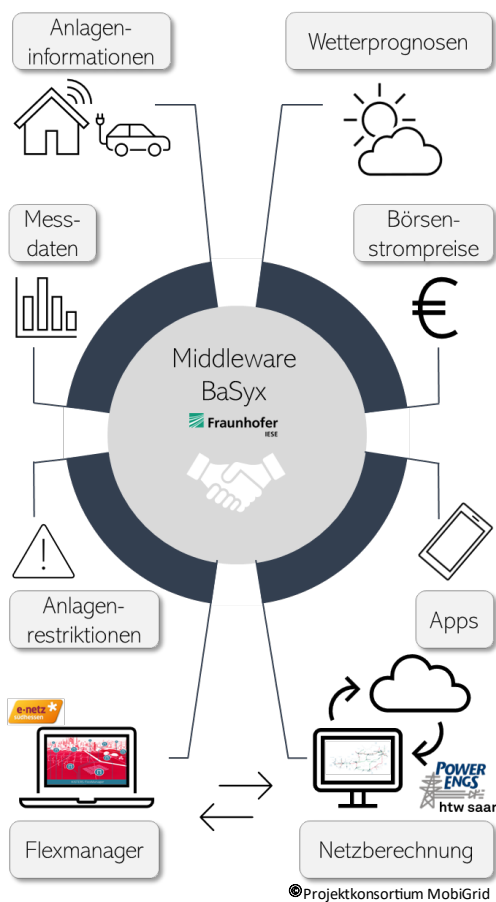 Anlagen-
informationen
Wetterprognosen
Mess-
daten
Börsen-
strompreise
€
Middleware
BaSyx
Fraunhofer
IESE
Anlagen-
restriktionen
Apps
e-netz
südhessen
POWER
ENGS
htw saar
Flexmanager
Netzberechnung
©Projektkonsortium MobiGrid